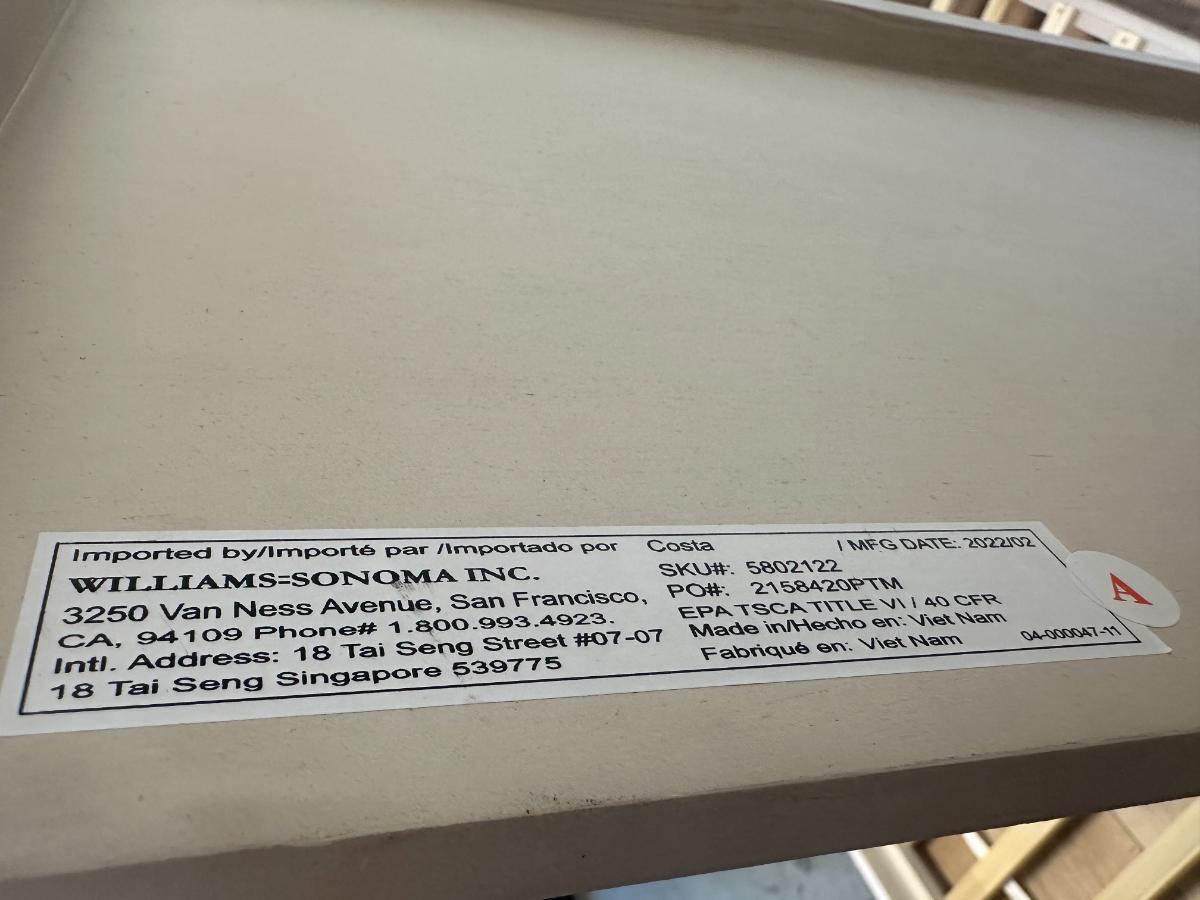 Imported by/Importé par /Importado por
WILLIAMS=SONOMA INC.
3250 Van Ness Avenue, San Francisco,
CA, 94109 Phone# 1.800.993.4923.
Intl. Address: 18 Tai Seng Street #07-07
18 Tai Seng Singapore 539775
Costa / MFG DATE: 2022/02
SKU#: 5802122
PO#: 2158420PTM
EPA TSCA TITLE VI / 40 CFR
Made in/Hecho en: Viet Nam
Fabriqué en: Viet Nam
04-000047-11
A